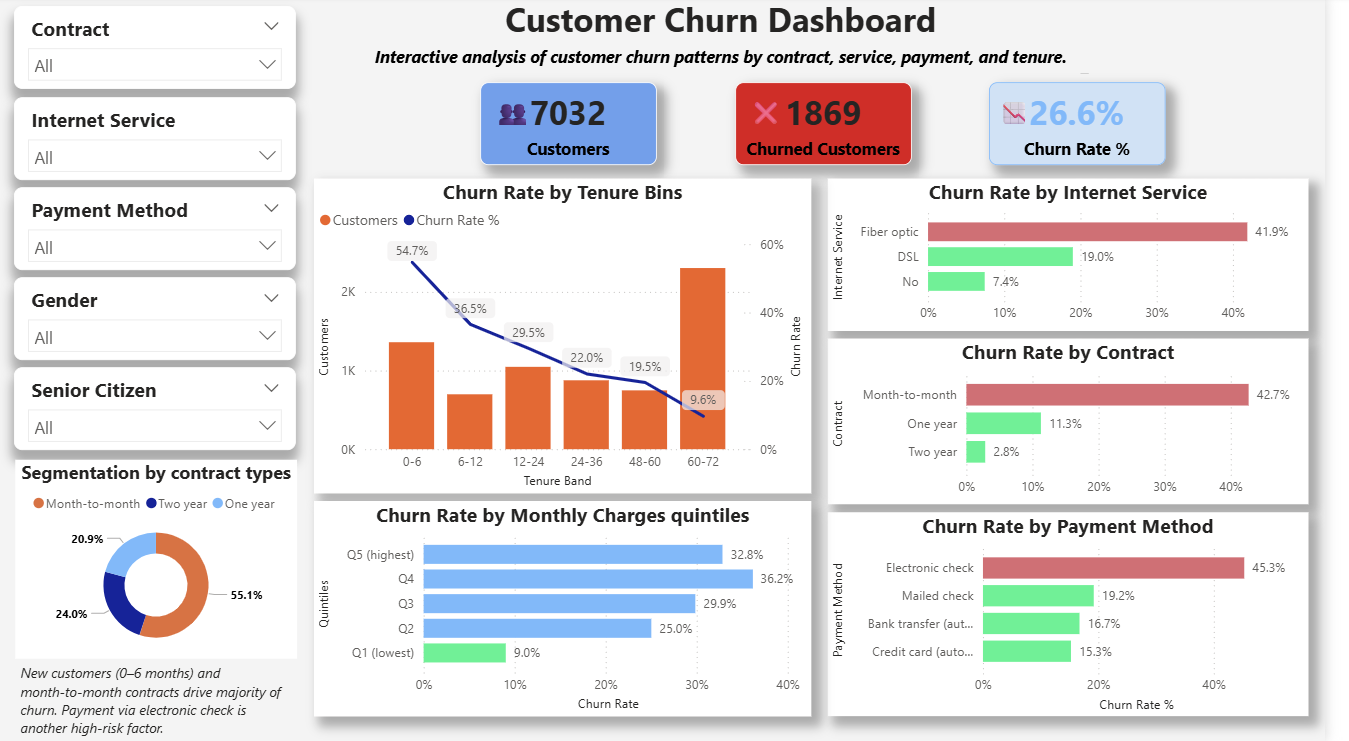 Customer Churn Dashboard
Interactive analysis of customer churn patterns by contract, service, payment, and tenure.
Contract
All
Internet Service
All
Payment Method
All
Gender
All
Senior Citizen
All
7032
Customers
1869
Churned Customers
26.6%
Churn Rate %
Churn Rate by Tenure Bins
Customers Churn Rate %
54.7%
36.5%
29.5%
22.0%
19.5%
9.6%
2K
1K
0K
60%
40%
20%
0%
Customers
Churn Rate
0-6 6-12 12-24 24-36 48-60 60-72
Tenure Band
Churn Rate by Internet Service
Internet Service
Fiber optic 41.9%
DSL 19.0%
No 7.4%
0% 10% 20% 30% 40%
Churn Rate by Contract
Contract
Month-to-month 42.7%
One year 11.3%
Two year 2.8%
0% 10% 20% 30% 40%
Segmentation by contract types
Month-to-month Two year One year
20.9%
55.1%
24.0%
New customers (0–6 months) and
month-to-month contracts drive majority of
churn. Payment via electronic check is
another high-risk factor.
Churn Rate by Monthly Charges quintiles
Quintiles
Q5 (highest) 32.8%
Q4 36.2%
Q3 29.9%
Q2 25.0%
Q1 (lowest) 9.0%
0% 10% 20% 30% 40%
Churn Rate
Churn Rate by Payment Method
Payment Method
Electronic check 45.3%
Mailed check 19.2%
Bank transfer (aut... 16.7%
Credit card (auto... 15.3%
0% 20% 40%
Churn Rate %